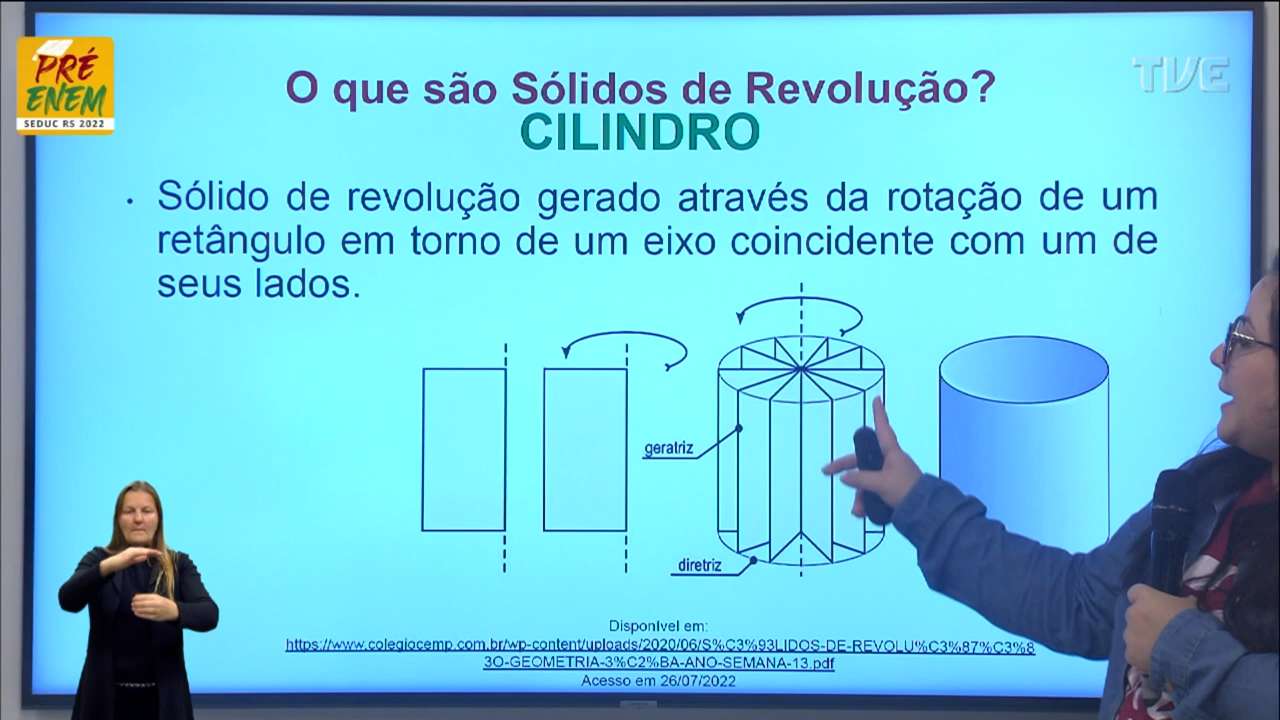 PRÉ
ENEM
SEDUC RS 2022
TVE
O que são Sólidos de Revolução?
CILINDRO
• Sólido de revolução gerado através da rotação de um
retângulo em torno de um eixo coincidente com um de
seus lados.
geratriz
diretriz
Disponível em:
https://www.colegiocemp.com.br/wp-content/uploads/2020/06/S%C3%93LIDOS-DE-REVOLU%C3%87%C3%8
3O-GEOMETRIA-3%C2%BA-ANO-SEMANA-13.pdf
Acesso em 26/07/2022